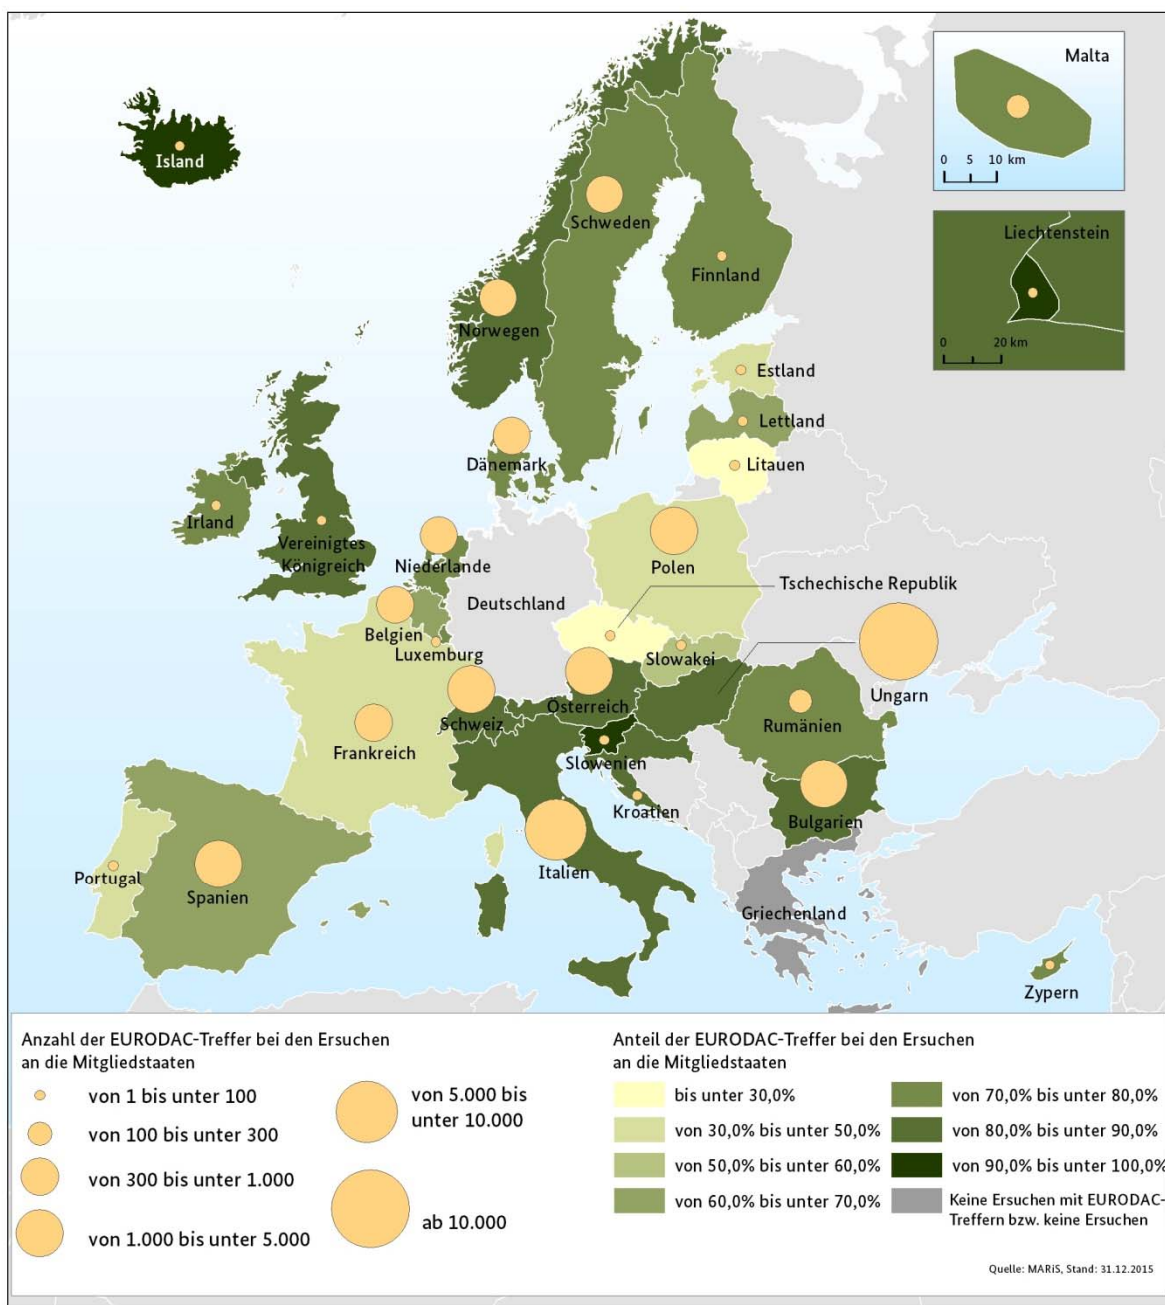 Malta
0 5 10 km
Island
Schweden
Liechtenstein
Finnland
0 20 km
Norwegen
Estland
Lettland
Dänemark
Litauen
Irland
Vereinigtes
Königreich
Niederlande
Polen
Tschechische Republik
Deutschland
Belgien
Luxemburg
Slowakei
Ungarn
Österreich
Schweiz
Rumänien
Frankreich
Slowenien
Kroatien
Bulgarien
Italien
Portugal
Spanien
Griechenland
Zypern
Anzahl der EURODAC-Treffer bei den Ersuchen
an die Mitgliedstaaten
von 1 bis unter 100
von 100 bis unter 300
von 300 bis unter 1.000
von 1.000 bis unter 5.000
von 5.000 bis
unter 10.000
ab 10.000
Anteil der EURODAC-Treffer bei den Ersuchen
an die Mitgliedstaaten
bis unter 30,0%
von 30,0% bis unter 50,0%
von 50,0% bis unter 60,0%
von 60,0% bis unter 70,0%
von 70,0% bis unter 80,0%
von 80,0% bis unter 90,0%
von 90,0% bis unter 100,0%
Keine Ersuchen mit EURODAC-
Treffern bzw. keine Ersuchen
Quelle: MARiS, Stand: 31.12.2015